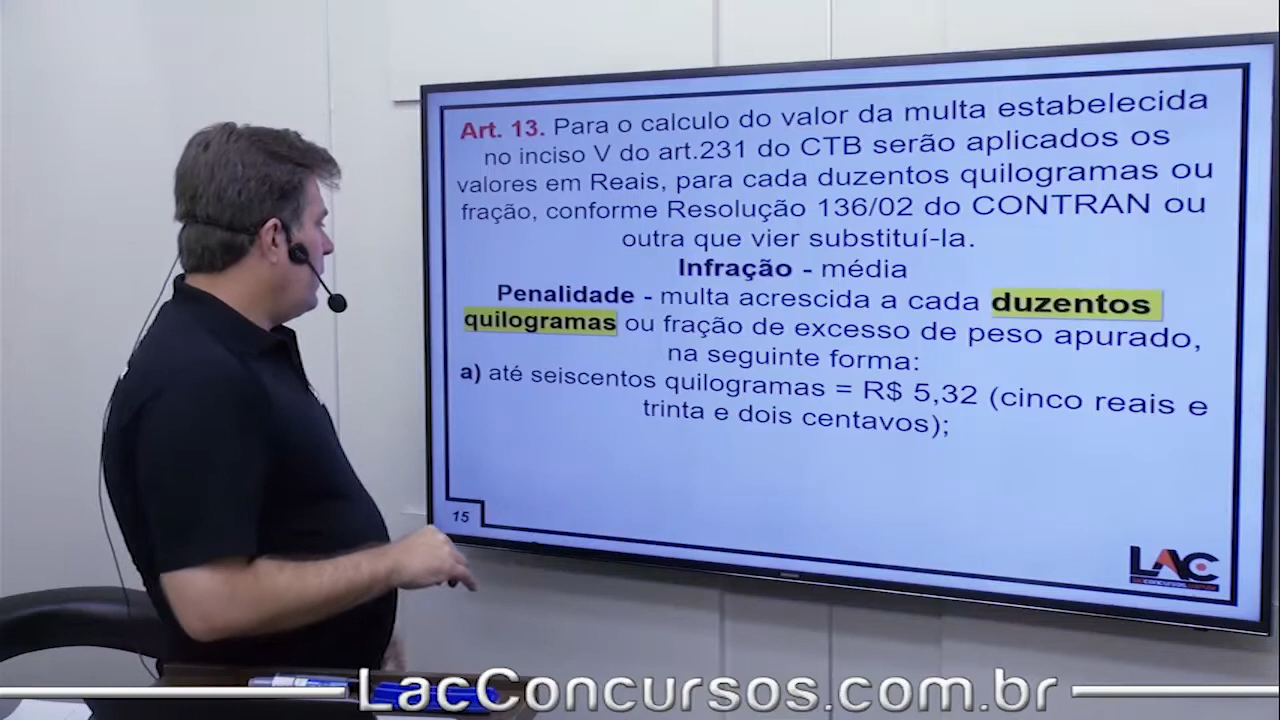 Art. 13. Para o calculo do valor da multa estabelecida
no inciso V do art.231 do CTB serão aplicados os
valores em Reais, para cada duzentos quilogramas ou
fração, conforme Resolução 136/02 do CONTRAN ou
outra que vier substituí-la.
Infração - média
Penalidade - multa acrescida a cada duzentos
quilogramas ou fração de excesso de peso apurado,
na seguinte forma:
a) até seiscentos quilogramas = R$ 5,32 (cinco reais e
trinta e dois centavos);
15
LAC
LacConcursos.com.br